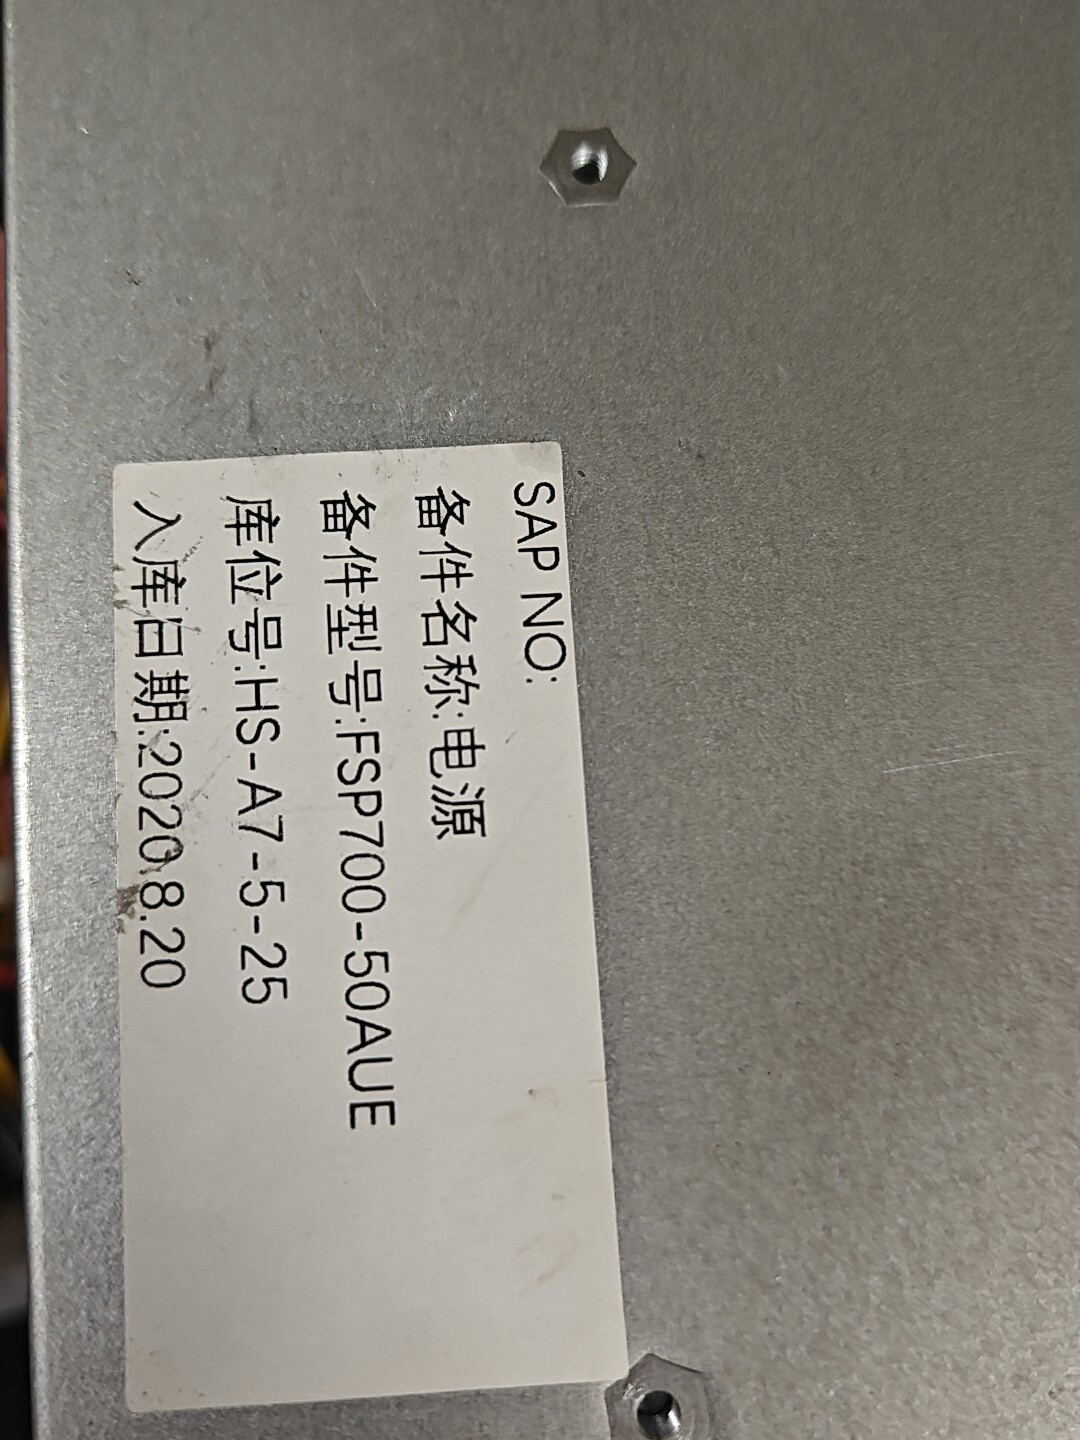 SAP NO:
备件名称:电源
备件型号:FSP700-50AUE
库位号:HS-A7-5-25
入库日期:2020.8.20